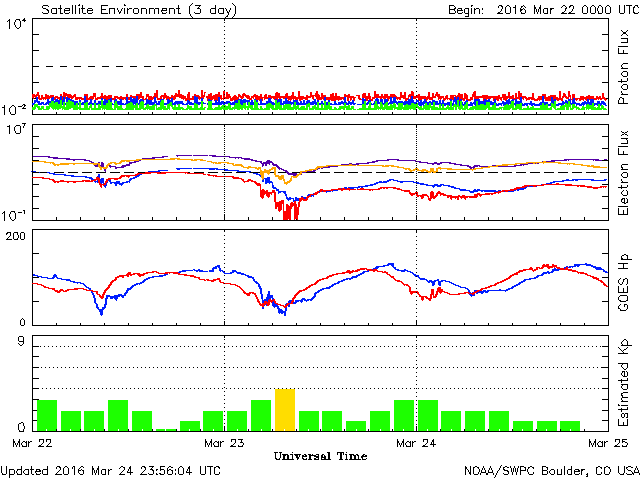 Satellite Environment (3 day) Begin: 2016 Mar 22 0000 UTC
10⁴
10⁻²
Proton Flux
10⁷
10⁻¹
Electron Flux
200
0
GOES Hp
9
0
Estimated Kp
Mar 22 Mar 23 Mar 24 Mar 25
Universal Time
Updated 2016 Mar 24 23:56:04 UTC NOAA/SWPC Boulder, CO USA